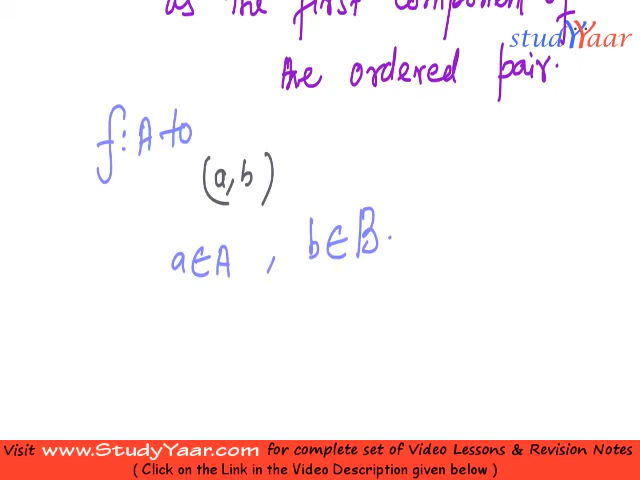 as the first component of
studYYaar
the ordered pair.
f: A to
(a, b)
a ∈ A , b ∈ B.
Visit www.StudyYaar.com for complete set of Video Lessons & Revision Notes
( Click on the Link in the Video Description given below )